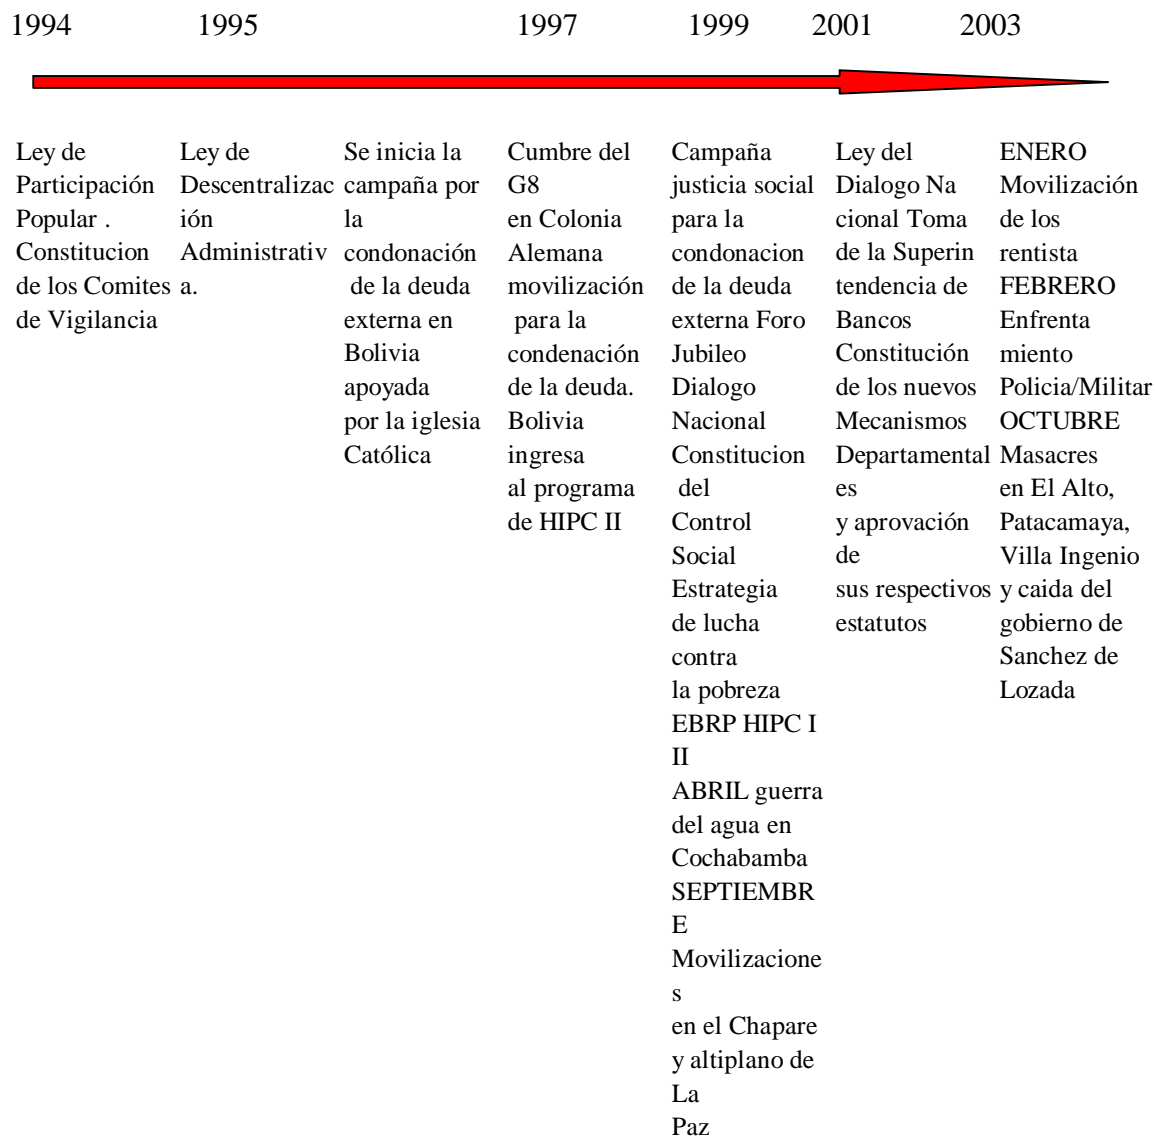 1994 1995 1997 1999 2001 2003
Ley de
Participación
Popular .
Constitucion
de los Comites
de Vigilancia
Ley de
Descentralizac
ión
Administrativ
a.
Se inicia la
campaña por
la
condonación
de la deuda
externa en
Bolivia
apoyada
por la iglesia
Católica
Cumbre del
G8
en Colonia
Alemana
movilización
para la
condenación
de la deuda.
Bolivia
ingresa
al programa
de HIPC II
Campaña
justicia social
para la
condonacion
de la deuda
externa Foro
Jubileo
Dialogo
Nacional
Constitucion
del
Control
Social
Estrategia
de lucha
contra
la pobreza
EBRP HIPC I
II
ABRIL guerra
del agua en
Cochabamba
SEPTIEMBR
E
Movilizacione
s
en el Chapare
y altiplano de
La
Paz
Ley del
Dialogo Na
cional Toma
de la Superin
tendencia de
Bancos
Constitución
de los nuevos
Mecanismos
Departamental
es
y aprovación
de
sus respectivos
estatutos
ENERO
Movilización
de los
rentista
FEBRERO
Enfrenta
miento
Policia/Militar
OCTUBRE
Masacres
en El Alto,
Patacamaya,
Villa Ingenio
y caida del
gobierno de
Sanchez de
Lozada